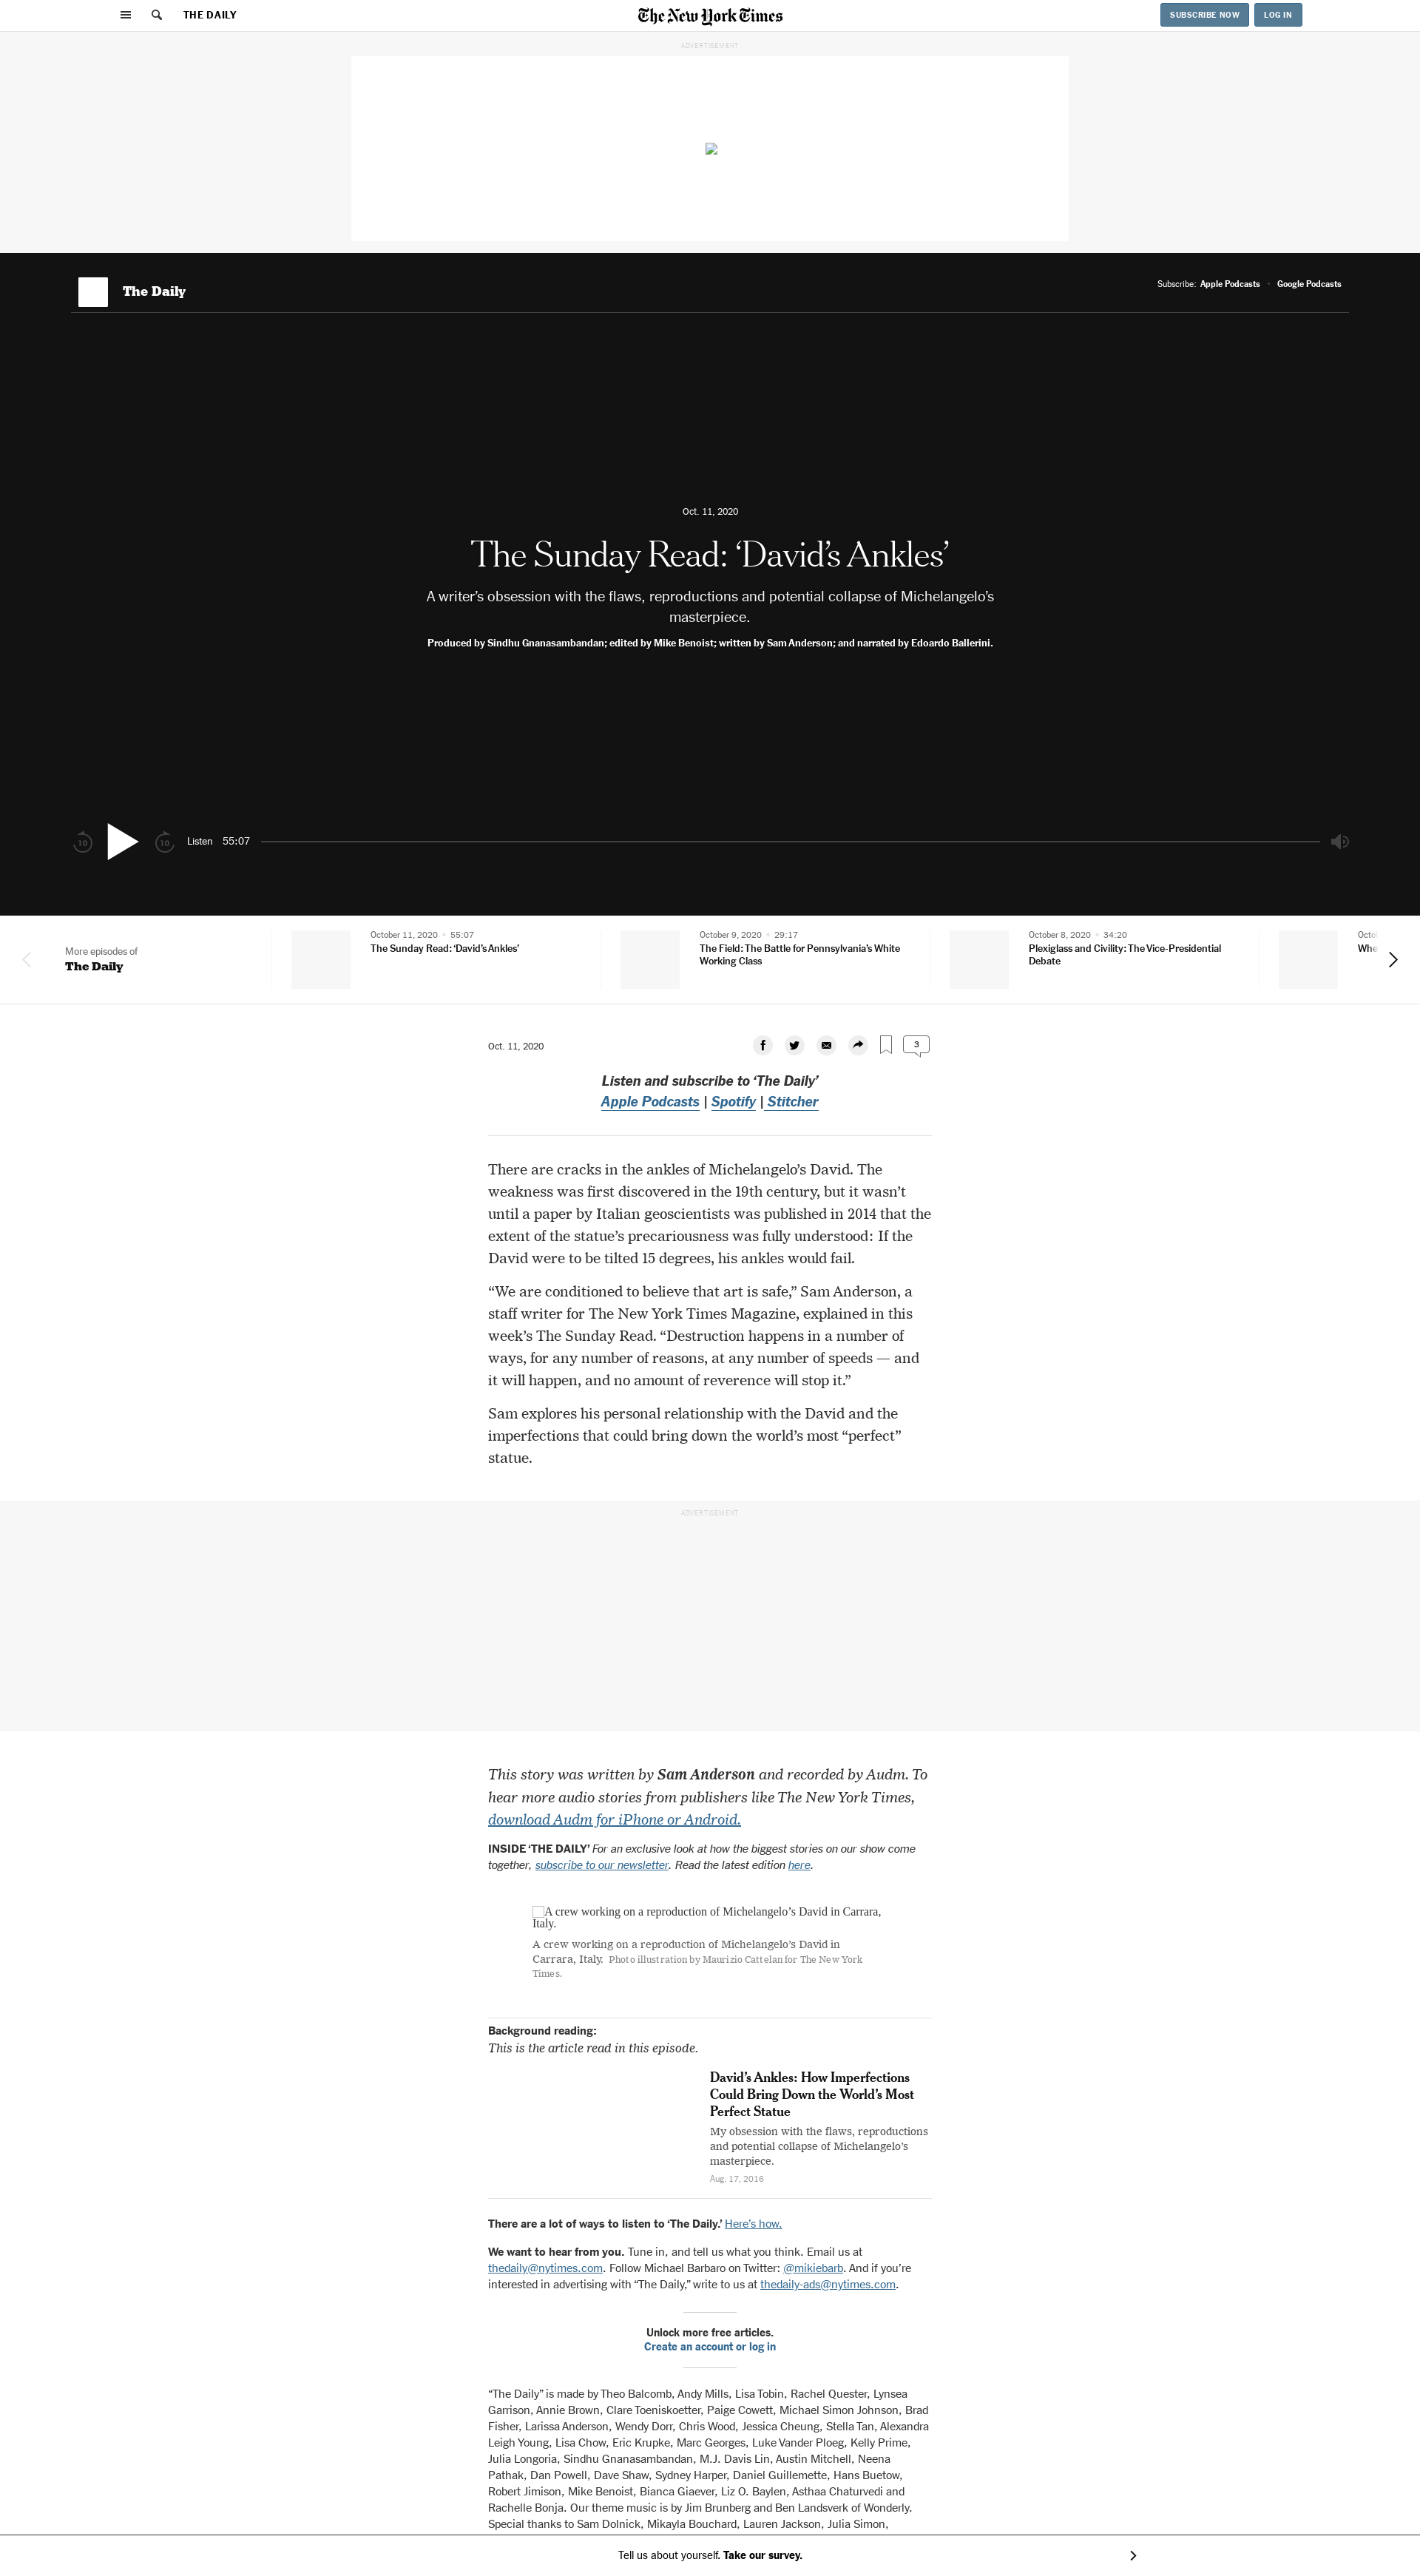 THE DAILY
The New York Times
SUBSCRIBE NOW
LOG IN
ADVERTISEMENT
The Daily
Subscribe: Apple Podcasts • Google Podcasts
Oct. 11, 2020
The Sunday Read: ‘David’s Ankles’
A writer’s obsession with the flaws, reproductions and potential collapse of Michelangelo’s
masterpiece.
Produced by Sindhu Gnanasambandan; edited by Mike Benoist; written by Sam Anderson; and narrated by Edoardo Ballerini.
10
10
Listen 55:07
More episodes of
The Daily
October 11, 2020 • 55:07
The Sunday Read: ‘David’s Ankles’
October 9, 2020 • 29:17
The Field: The Battle for Pennsylvania’s White
Working Class
October 8, 2020 • 34:20
Plexiglass and Civility: The Vice-Presidential
Debate
Octo
Whe
Oct. 11, 2020
3
Listen and subscribe to ‘The Daily’
Apple Podcasts | Spotify | Stitcher
There are cracks in the ankles of Michelangelo’s David. The
weakness was first discovered in the 19th century, but it wasn’t
until a paper by Italian geoscientists was published in 2014 that the
extent of the statue’s precariousness was fully understood: If the
David were to be tilted 15 degrees, his ankles would fail.
“We are conditioned to believe that art is safe,” Sam Anderson, a
staff writer for The New York Times Magazine, explained in this
week’s The Sunday Read. “Destruction happens in a number of
ways, for any number of reasons, at any number of speeds — and
it will happen, and no amount of reverence will stop it.”
Sam explores his personal relationship with the David and the
imperfections that could bring down the world’s most “perfect”
statue.
ADVERTISEMENT
This story was written by Sam Anderson and recorded by Audm. To
hear more audio stories from publishers like The New York Times,
download Audm for iPhone or Android.
INSIDE ‘THE DAILY’ For an exclusive look at how the biggest stories on our show come
together, subscribe to our newsletter. Read the latest edition here.
A crew working on a reproduction of Michelangelo’s David in Carrara,
Italy.
A crew working on a reproduction of Michelangelo’s David in
Carrara, Italy. Photo illustration by Maurizio Cattelan for The New York
Times.
Background reading:
This is the article read in this episode.
David’s Ankles: How Imperfections
Could Bring Down the World’s Most
Perfect Statue
My obsession with the flaws, reproductions
and potential collapse of Michelangelo’s
masterpiece.
Aug. 17, 2016
There are a lot of ways to listen to ‘The Daily.’ Here’s how.
We want to hear from you. Tune in, and tell us what you think. Email us at
thedaily@nytimes.com. Follow Michael Barbaro on Twitter: @mikiebarb. And if you’re
interested in advertising with “The Daily,” write to us at thedaily-ads@nytimes.com.
Unlock more free articles.
Create an account or log in
“The Daily” is made by Theo Balcomb, Andy Mills, Lisa Tobin, Rachel Quester, Lynsea
Garrison, Annie Brown, Clare Toeniskoetter, Paige Cowett, Michael Simon Johnson, Brad
Fisher, Larissa Anderson, Wendy Dorr, Chris Wood, Jessica Cheung, Stella Tan, Alexandra
Leigh Young, Lisa Chow, Eric Krupke, Marc Georges, Luke Vander Ploeg, Kelly Prime,
Julia Longoria, Sindhu Gnanasambandan, M.J. Davis Lin, Austin Mitchell, Neena
Pathak, Dan Powell, Dave Shaw, Sydney Harper, Daniel Guillemette, Hans Buetow,
Robert Jimison, Mike Benoist, Bianca Giaever, Liz O. Baylen, Asthaa Chaturvedi and
Rachelle Bonja. Our theme music is by Jim Brunberg and Ben Landsverk of Wonderly.
Special thanks to Sam Dolnick, Mikayla Bouchard, Lauren Jackson, Julia Simon,
Tell us about yourself. Take our survey.